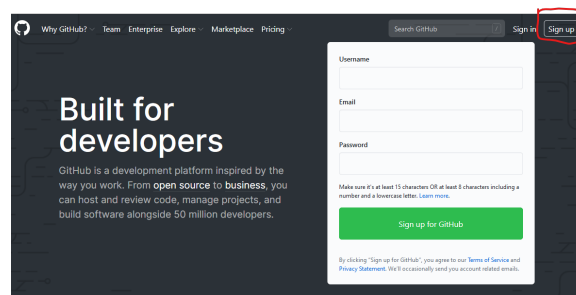 Why GitHub? Team Enterprise Explore Marketplace Pricing Search GitHub / Sign in Sign up
Built for
developers
GitHub is a development platform inspired by the
way you work. From open source to business, you
can host and review code, manage projects, and
build software alongside 50 million developers.
Username
Email
Password
Make sure it's at least 15 characters OR at least 8 characters including a
number and a lowercase letter. Learn more.
Sign up for GitHub
By clicking "Sign up for GitHub", you agree to our Terms of Service and
Privacy Statement. We'll occasionally send you account related emails.